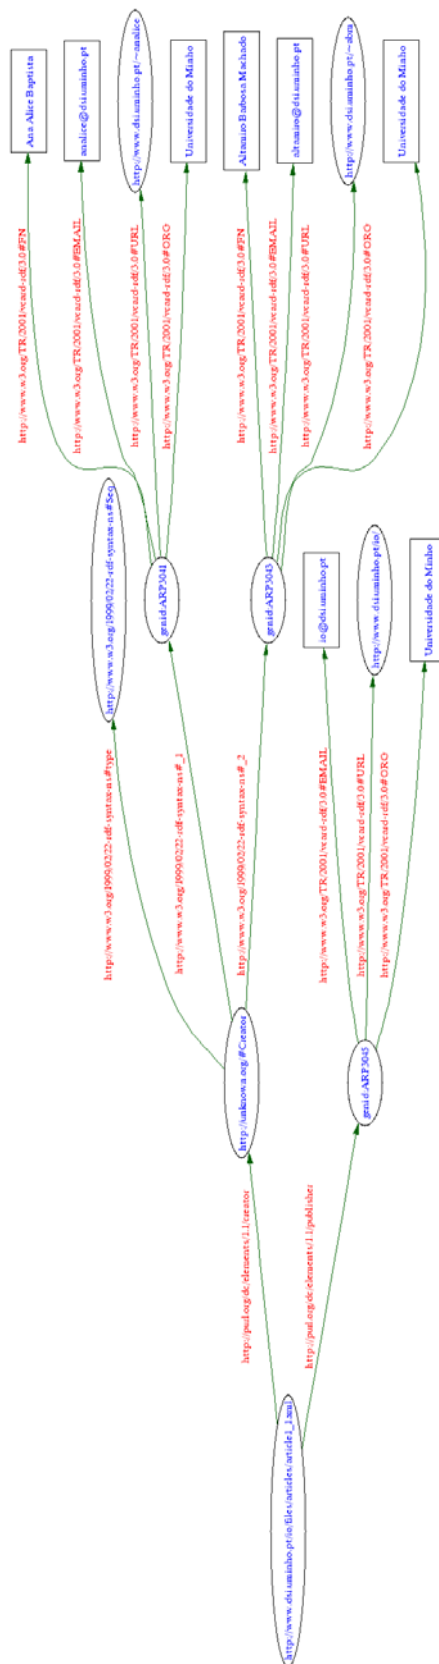 http://www.dsi.uminho.pt/io/files/articles/article1_1.xml
http://purl.org/dc/elements/1.1/creator
http://purl.org/dc/elements/1.1/publisher
http://unknown.org/#Creator
genid:ARP3045
http://www.w3.org/1999/02/22-rdf-syntax-ns#type
http://www.w3.org/1999/02/22-rdf-syntax-ns#_1
http://www.w3.org/1999/02/22-rdf-syntax-ns#_2
http://www.w3.org/TR/2001/vcard-rdf/3.0#EMAIL
http://www.w3.org/TR/2001/vcard-rdf/3.0#URL
http://www.w3.org/TR/2001/vcard-rdf/3.0#ORG
http://www.w3.org/1999/02/22-rdf-syntax-ns#Seq
genid:ARP3041
genid:ARP3043
io@dsi.uminho.pt
http://www.dsi.uminho.pt/io/
Universidade do Minho
http://www.w3.org/TR/2001/vcard-rdf/3.0#FN
http://www.w3.org/TR/2001/vcard-rdf/3.0#EMAIL
http://www.w3.org/TR/2001/vcard-rdf/3.0#URL
http://www.w3.org/TR/2001/vcard-rdf/3.0#ORG
http://www.w3.org/TR/2001/vcard-rdf/3.0#FN
http://www.w3.org/TR/2001/vcard-rdf/3.0#EMAIL
http://www.w3.org/TR/2001/vcard-rdf/3.0#URL
http://www.w3.org/TR/2001/vcard-rdf/3.0#ORG
Ana Alice Baptista
analice@dsi.uminho.pt
http://www.dsi.uminho.pt/~analice
Universidade do Minho
Altamiro Barbosa Machado
altamiro@dsi.uminho.pt
http://www.dsi.uminho.pt/~abm
Universidade do Minho